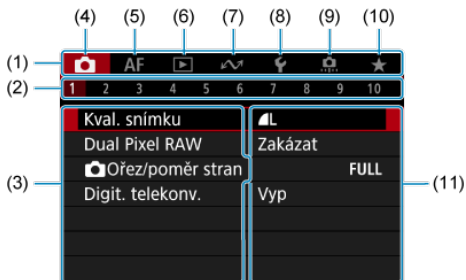 (4) (5) (6) (7) (8) (9) (10)
(1) AF
(2) 1 2 3 4 5 6 7 8 9 10
Kval. snímku L
Dual Pixel RAW Zakázat
Ořez/poměr stran FULL
(3) (11)
Digit. telekonv. Vyp